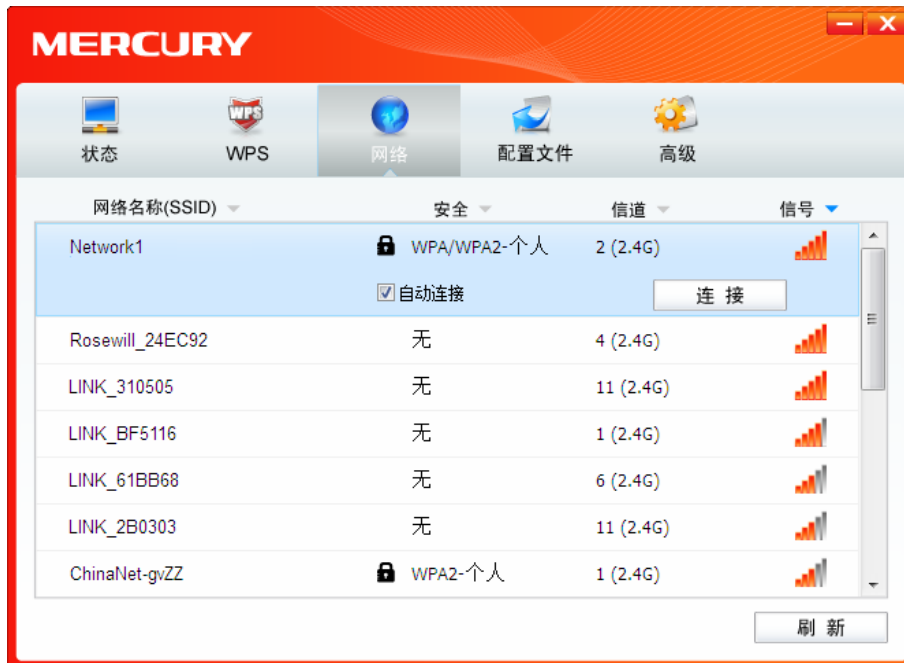 MERCURY
状态 WPS 网络 配置文件 高级
网络名称(SSID) 安全 信道 信号
Network1 WPA/WPA2-个人 2 (2.4G)
自动连接 连 接
Rosewill_24EC92 无 4 (2.4G)
LINK_310505 无 11 (2.4G)
LINK_BF5116 无 1 (2.4G)
LINK_61BB68 无 6 (2.4G)
LINK_2B0303 无 11 (2.4G)
ChinaNet-gvZZ WPA2-个人 1 (2.4G)
刷 新